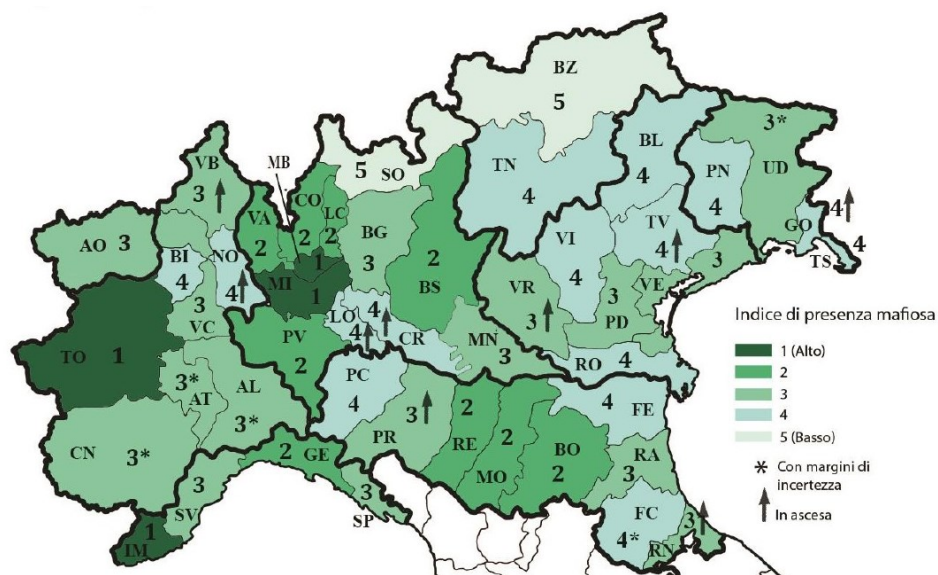 BZ
5
VB
3
MB
5
SO
CO
2
LC
2
VA
2
TN
4
BL
4
PN
4
3*
UD
4
GO
4
TS
AO 3
BI
4
NO
4
BG
3
2
BS
VI
4
TV
4
VE
3
1
MI
1
TO 1
VC
3
LO
4
4
CR
VR
3
PD
3
MN
3
RO 4
PV
2
3*
AT
AL
3*
PC
4
PR
3
2
RE
2
MO
BO
2
4
FE
CN
3*
2
GE
3
SV
3
SP
1
IM
RA
3
FC
4*
3
RN
Indice di presenza mafiosa
1 (Alto)
2
3
4
5 (Basso)
* Con margini di
incertezza
In ascesa